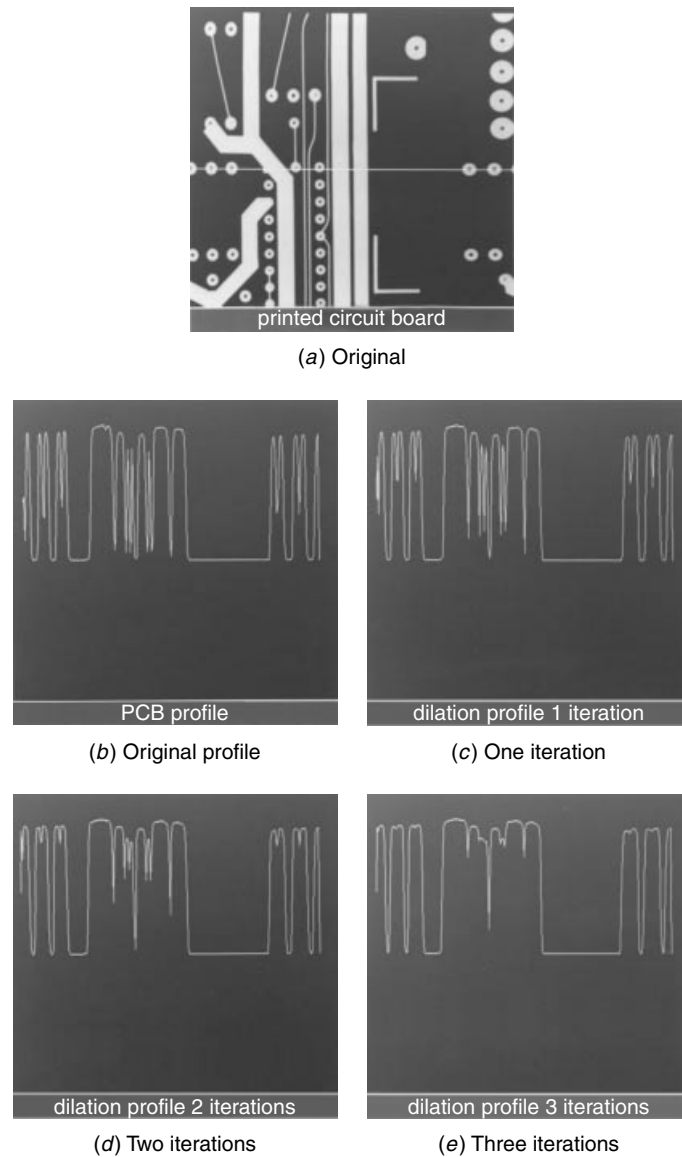 printed circuit board
(a) Original
PCB profile
dilation profile 1 iteration
(b) Original profile
(c) One iteration
dilation profile 2 iterations
dilation profile 3 iterations
(d) Two iterations
(e) Three iterations